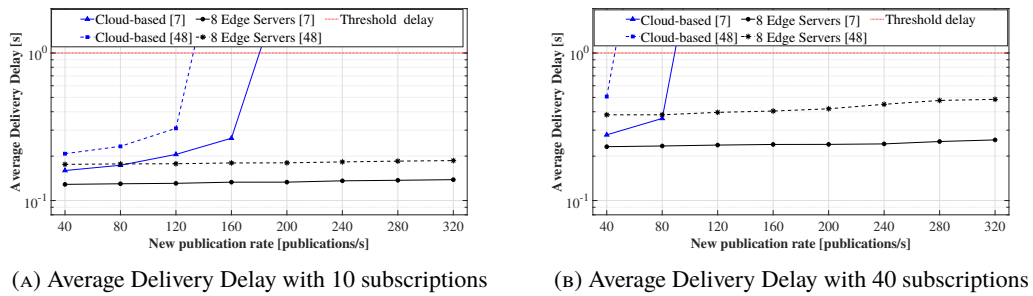 Cloud-based [7] 8 Edge Servers [7] Threshold delay
Cloud-based [48] 8 Edge Servers [48]
Average Delivery Delay [s]
10^0
10^-1
40 80 120 160 200 240 280 320
New publication rate [publications/s]
(A) Average Delivery Delay with 10 subscriptions
Cloud-based [7] 8 Edge Servers [7] Threshold delay
Cloud-based [48] 8 Edge Servers [48]
Average Delivery Delay [s]
10^0
10^-1
40 80 120 160 200 240 280 320
New publication rate [publications/s]
(B) Average Delivery Delay with 40 subscriptions